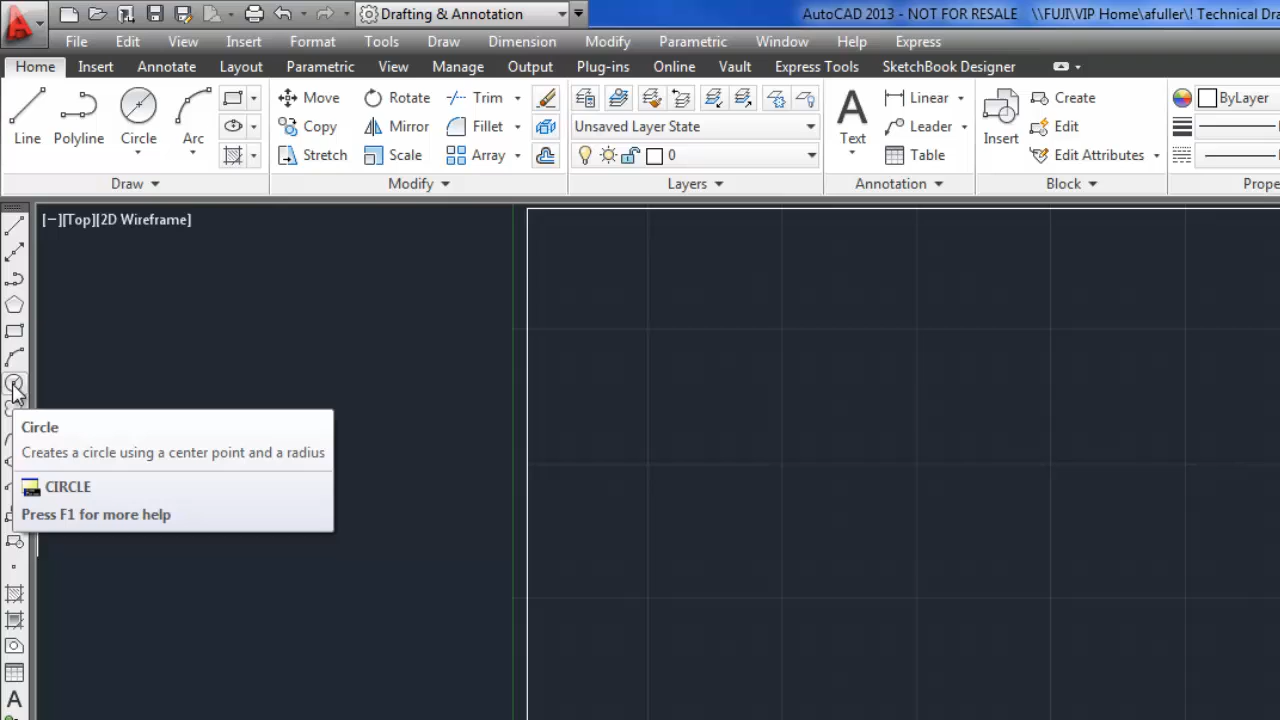 Drafting & Annotation
AutoCAD 2013 - NOT FOR RESALE \\FUJI\VIP Home\afuller\! Technical Dra
File Edit View Insert Format Tools Draw Dimension Modify Parametric Window Help Express
Home Insert Annotate Layout Parametric View Manage Output Plug-ins Online Vault Express Tools SketchBook Designer
Move Rotate Trim Linear Create ByLayer
Line Polyline Circle Arc Copy Mirror Fillet Unsaved Layer State Text Leader Insert Edit
Stretch Scale Array 0 Table Edit Attributes
Draw Modify Layers Annotation Block Prope
[−][Top][2D Wireframe]
Circle
Creates a circle using a center point and a radius
CIRCLE
Press F1 for more help
A